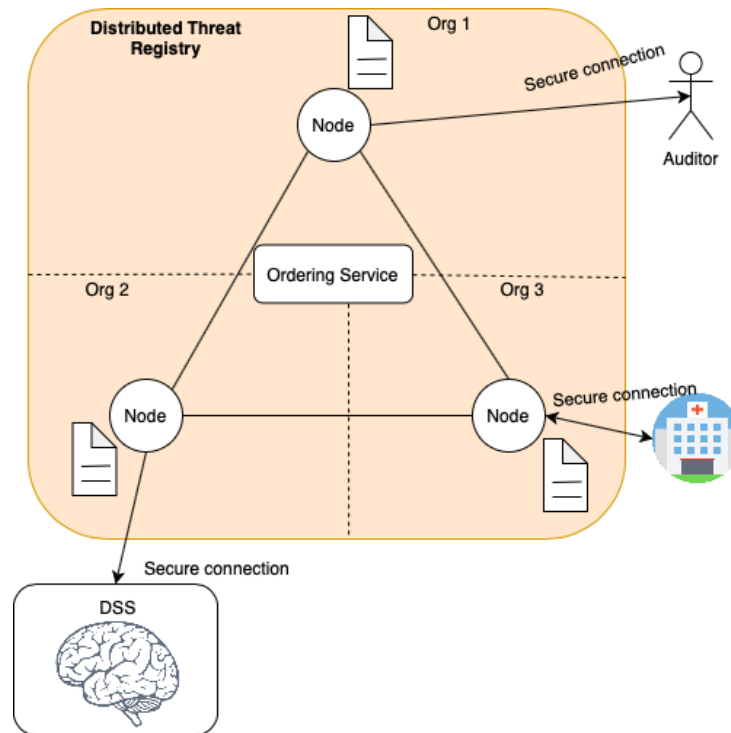 Distributed Threat
Registry
Org 1
Secure connection
Node
Auditor
Ordering Service
Org 2
Org 3
Node
Node
Secure connection
Secure connection
DSS